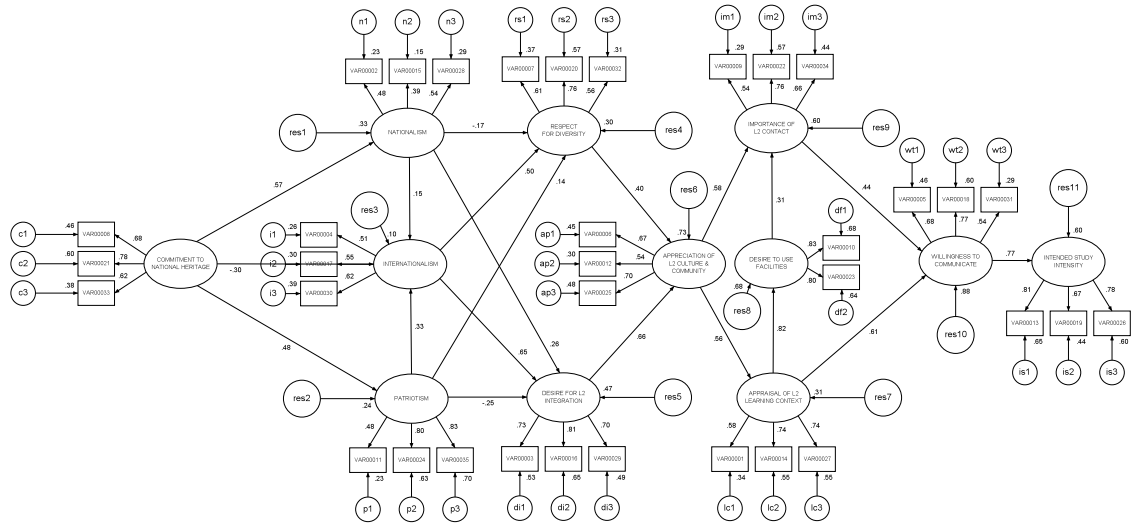 n1
n2
n3
rs1
rs2
rs3
im1
im2
im3
.23
.15
.29
.37
.57
.31
.29
.57
.44
VAR00002
VAR00015
VAR00028
VAR00007
VAR00020
VAR00032
VAR00009
VAR00022
VAR00034
.48
.39
.54
.61
.76
.56
.54
.76
.66
res1
.33
NATIONALISM
-.17
RESPECT
FOR DIVERSITY
.30
res4
IMPORTANCE OF
L2 CONTACT
.60
res9
wt1
wt2
wt3
.46
.60
.29
VAR00005
VAR00018
VAR00031
.68
.77
.54
.57
.15
.50
.14
.40
res6
.58
.31
.44
res11
.60
res3
.10
c1
.46
VAR00008
.68
c2
.60
VAR00021
.78
c3
.38
VAR00033
.62
COMMITMENT TO
NATIONAL HERITAGE
-.30
i1
.26
VAR00004
.51
i2
.30
VAR00017
.55
i3
.39
VAR00030
.62
INTERNATIONALISM
ap1
.45
VAR00006
.67
ap2
.30
VAR00012
.54
ap3
.48
VAR00025
.70
.73
APPRECIATION OF
L2 CULTURE &
COMMUNITY
DESIRE TO USE
FACILITIES
df1
.68
.83
VAR00010
.80
VAR00023
.64
df2
.68
res8
WILLINGNESS TO
COMMUNICATE
.77
INTENDED STUDY
INTENSITY
.88
res10
.81
.67
.78
VAR00013
VAR00019
VAR00026
.65
.44
.60
is1
is2
is3
.48
.33
.65
.26
.66
.56
.82
.61
res2
.24
PATRIOTISM
-.25
DESIRE FOR L2
INTEGRATION
.47
res5
APPRAISAL OF L2
LEARNING CONTEXT
.31
res7
.48
.80
.83
.73
.81
.70
.58
.74
.74
VAR00011
VAR00024
VAR00035
VAR00003
VAR00016
VAR00029
VAR00001
VAR00014
VAR00027
.23
.63
.70
.53
.65
.49
.34
.55
.55
p1
p2
p3
di1
di2
di3
lc1
lc2
lc3